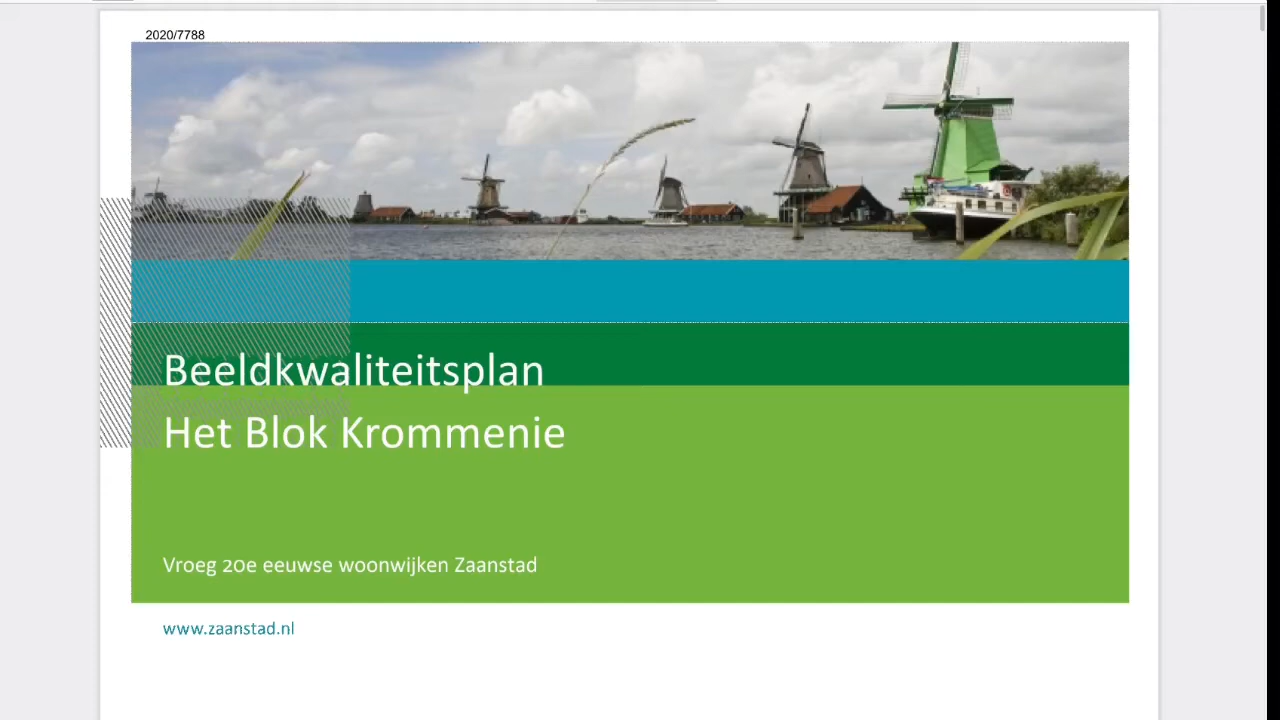 2020/7788
Beeldkwaliteitsplan
Het Blok Krommenie
Vroeg 20e eeuwse woonwijken Zaanstad
www.zaanstad.nl